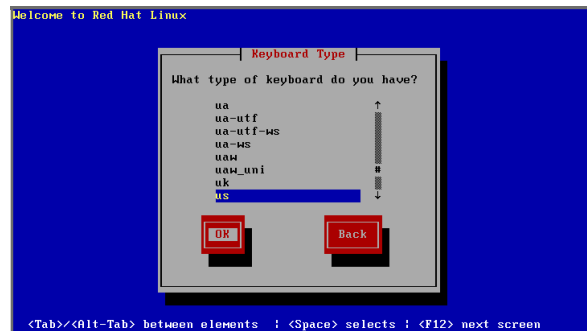 Welcome to Red Hat Linux
Keyboard Type
What type of keyboard do you have?
ua ↑
ua-utf
ua-utf-ws
ua-ws
uaw
uaw_uni #
uk
us ↓
OK Back
<Tab>/<Alt-Tab> between elements ¦ <Space> selects ¦ <F12> next screen